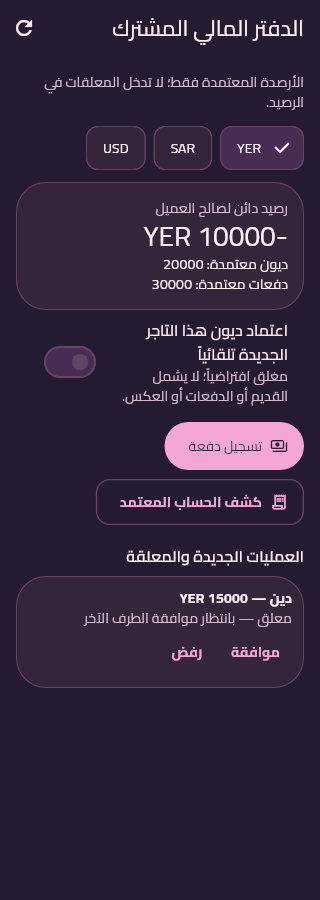 الدفتر المالي المشترك
الأرصدة المعتمدة فقط؛ لا تدخل المعلقات في
الرصيد.
YER
SAR
USD
رصيد دائن لصالح العميل
YER 10000-
ديون معتمدة: 20000
دفعات معتمدة: 30000
اعتماد ديون هذا التاجر
الجديدة تلقائياً
مغلق افتراضياً؛ لا يشمل
القديم أو الدفعات أو العكس.
تسجيل دفعة
كشف الحساب المعتمد
العمليات الجديدة والمعلقة
دين — YER 15000
معلق — بانتظار موافقة الطرف الآخر
موافقة
رفض